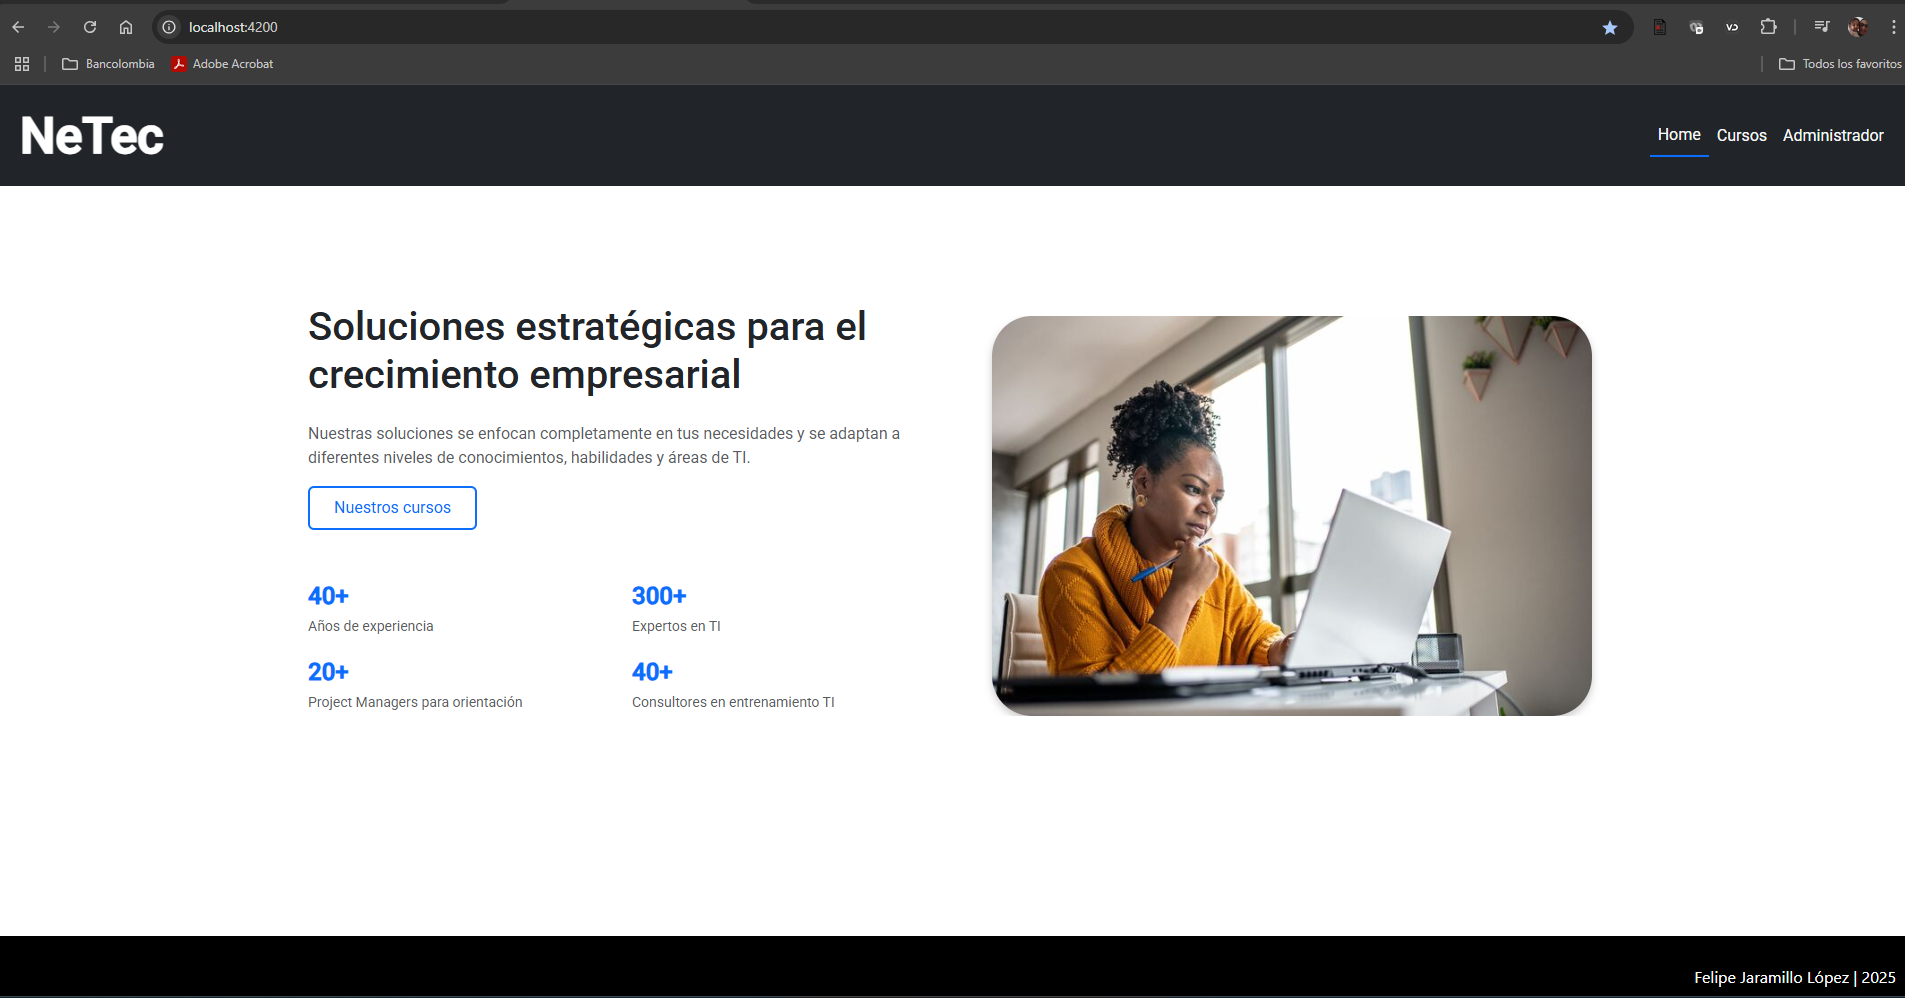 localhost:4200
Bancolombia
Adobe Acrobat
Todos los favoritos
NeTec
Home
Cursos
Administrador
Soluciones estratégicas para el
crecimiento empresarial
Nuestras soluciones se enfocan completamente en tus necesidades y se adaptan a
diferentes niveles de conocimientos, habilidades y áreas de TI.
Nuestros cursos
40+
Años de experiencia
300+
Expertos en TI
20+
Project Managers para orientación
40+
Consultores en entrenamiento TI
Felipe Jaramillo López | 2025